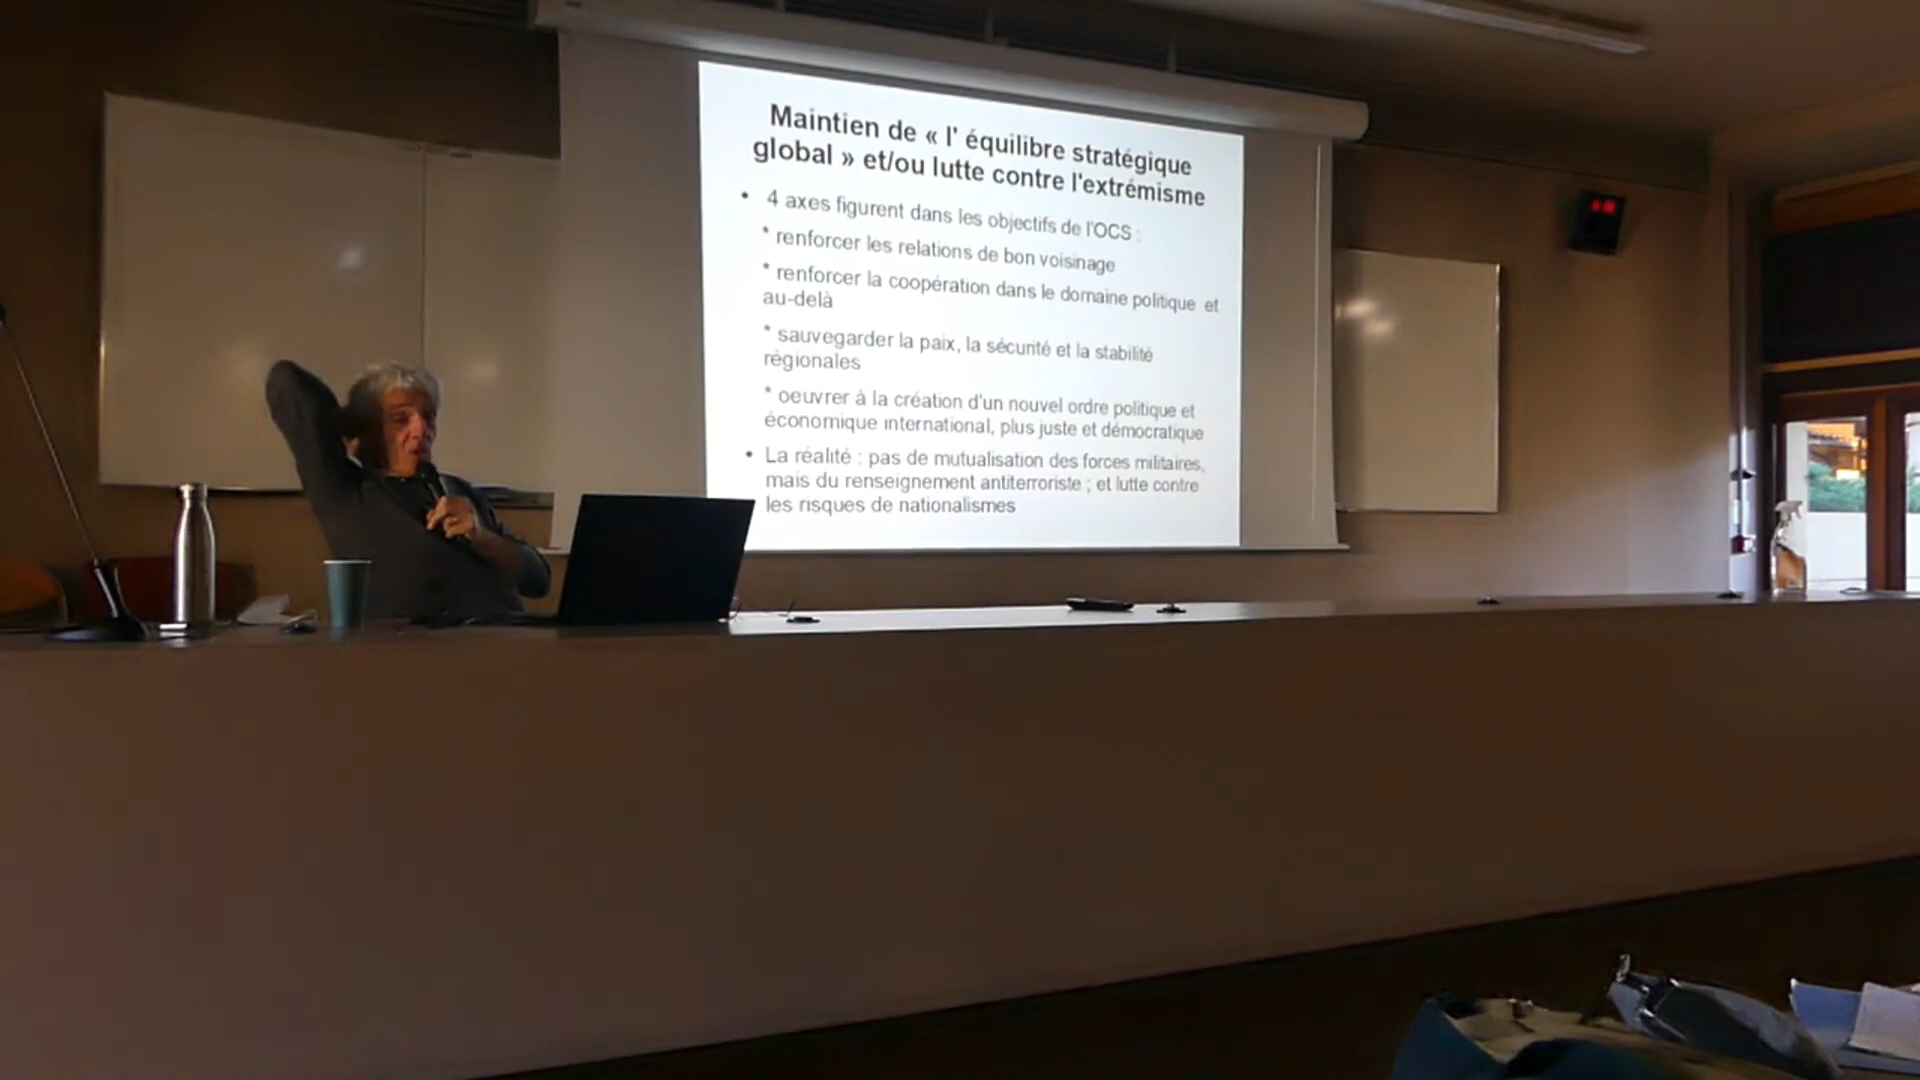 Maintien de « l' équilibre stratégique
global » et/ou lutte contre l'extrémisme
• 4 axes figurent dans les objectifs de l'OCS :
* renforcer les relations de bon voisinage
* renforcer la coopération dans le domaine politique et
au-delà
* sauvegarder la paix, la sécurité et la stabilité
régionales
* oeuvrer à la création d'un nouvel ordre politique et
économique international, plus juste et démocratique
• La réalité : pas de mutualisation des forces militaires,
mais du renseignement antiterroriste ; et lutte contre
les risques de nationalismes